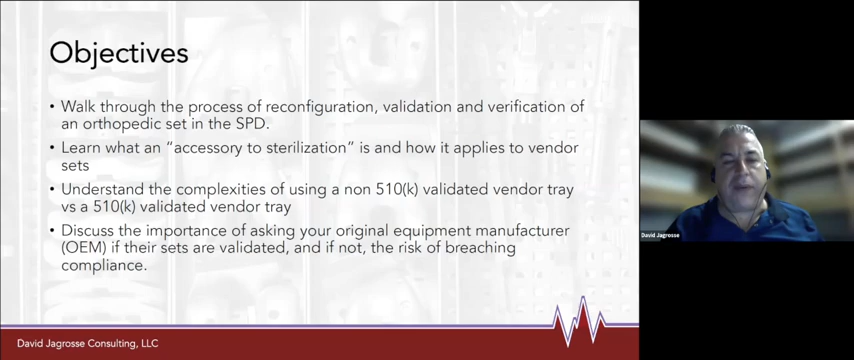 Objectives
• Walk through the process of reconfiguration, validation and verification of
an orthopedic set in the SPD.
• Learn what an “accessory to sterilization” is and how it applies to vendor
sets
• Understand the complexities of using a non 510(k) validated vendor tray
vs a 510(k) validated vendor tray
• Discuss the importance of asking your original equipment manufacturer
(OEM) if their sets are validated, and if not, the risk of breaching
compliance.
David Jagrosse
David Jagrosse Consulting, LLC